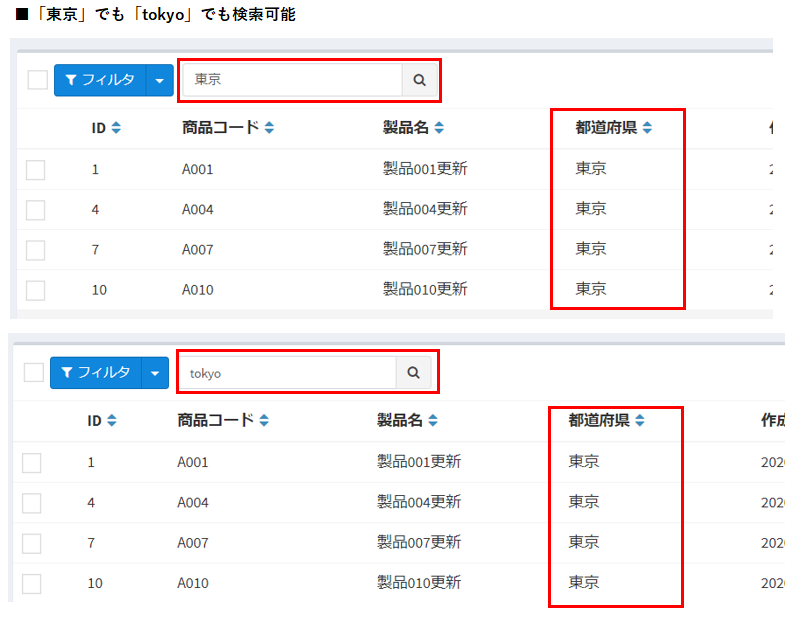 ■「東京」でも「tokyo」でも検索可能
フィルタ 東京
ID 商品コード 製品名 都道府県
1 A001 製品001更新 東京 2
4 A004 製品004更新 東京 2
7 A007 製品007更新 東京 2
10 A010 製品010更新 東京 2
フィルタ tokyo
ID 商品コード 製品名 都道府県 作成
1 A001 製品001更新 東京 202
4 A004 製品004更新 東京 202
7 A007 製品007更新 東京 202
10 A010 製品010更新 東京 202